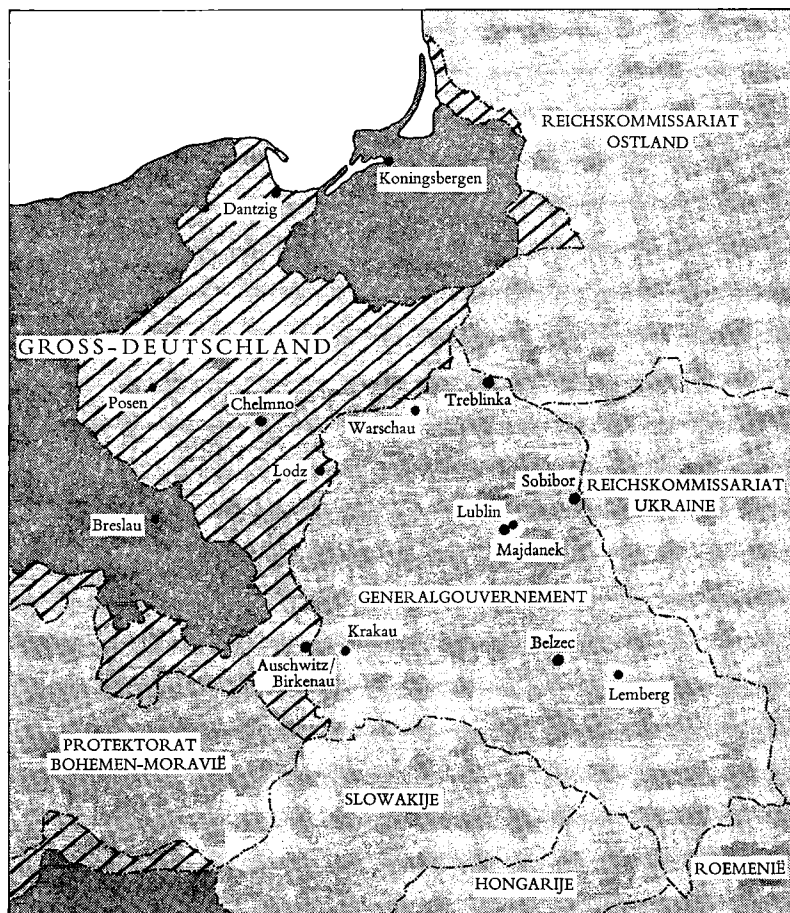 REICHSKOMMISSARIAT
OSTLAND
Koningsbergen
Dantzig
GROSS-DEUTSCHLAND
Posen
Chelmno
Treblinka
Warschau
Lodz
Sobibor
REICHSKOMMISSARIAT
UKRAINE
Lublin
Majdanek
Breslau
GENERALGOUVERNEMENT
Krakau
Auschwitz/
Birkenau
Belzec
Lemberg
PROTEKTORAT
BOHEMEN-MORAVIË
SLOWAKIJE
HONGARIJE
ROEMENIË